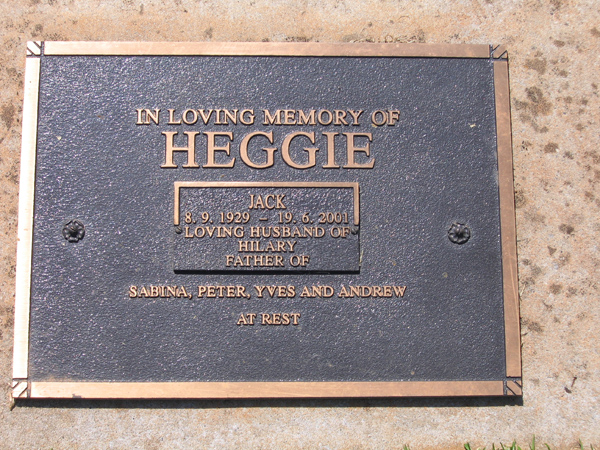 IN LOVING MEMORY OF
HEGGIE
JACK
8. 9. 1929 – 19. 6. 2001
LOVING HUSBAND OF
HILARY
FATHER OF
SABINA, PETER, YVES AND ANDREW
AT REST